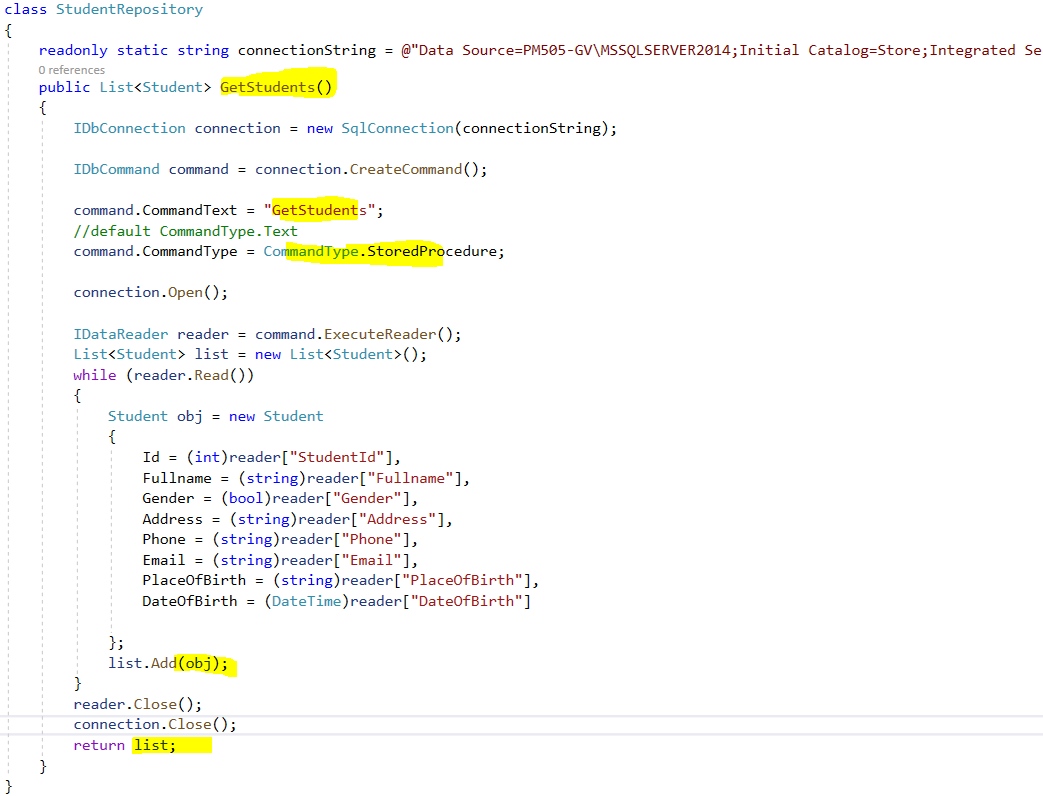 class StudentRepository
{
readonly static string connectionString = @"Data Source=PM505-GV\MSSQLSERVER2014;Initial Catalog=Store;Integrated Se
0 references
public List<Student> GetStudents()
{
IDbConnection connection = new SqlConnection(connectionString);
IDbCommand command = connection.CreateCommand();
command.CommandText = "GetStudents";
//default CommandType.Text
command.CommandType = CommandType.StoredProcedure;
connection.Open();
IDataReader reader = command.ExecuteReader();
List<Student> list = new List<Student>();
while (reader.Read())
{
Student obj = new Student
{
Id = (int)reader["StudentId"],
Fullname = (string)reader["Fullname"],
Gender = (bool)reader["Gender"],
Address = (string)reader["Address"],
Phone = (string)reader["Phone"],
Email = (string)reader["Email"],
PlaceOfBirth = (string)reader["PlaceOfBirth"],
DateOfBirth = (DateTime)reader["DateOfBirth"]
};
list.Add(obj);
}
reader.Close();
connection.Close();
return list;
}
}